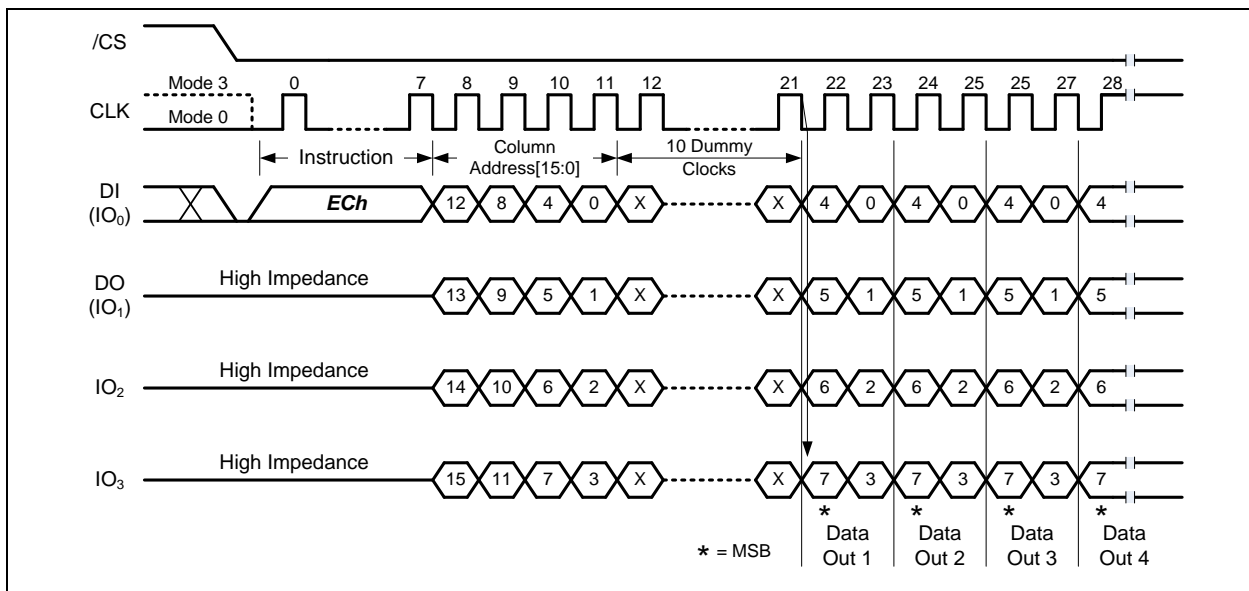 /CS
Mode 3
0 7 8 9 10 11 12 21 22 23 24 25 25 27 28
CLK
Mode 0
Instruction
Column
Address[15:0]
10 Dummy
Clocks
DI
(IO0)
ECh 12 8 4 0 X X 4 0 4 0 4 0 4
High Impedance
DO
(IO1)
13 9 5 1 X X 5 1 5 1 5 1 5
High Impedance
IO2
14 10 6 2 X X 6 2 6 2 6 2 6
High Impedance
IO3
15 11 7 3 X X 7 3 7 3 7 3 7
* * * *
* = MSB
Data
Out 1
Data
Out 2
Data
Out 3
Data
Out 4